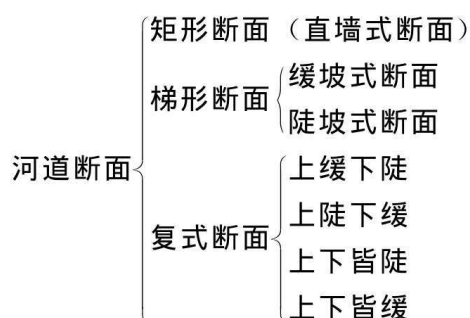 矩形断面（直墙式断面）
缓坡式断面
梯形断面
陡坡式断面
河道断面
上缓下陡
上陡下缓
复式断面
上下皆陡
上下皆缓